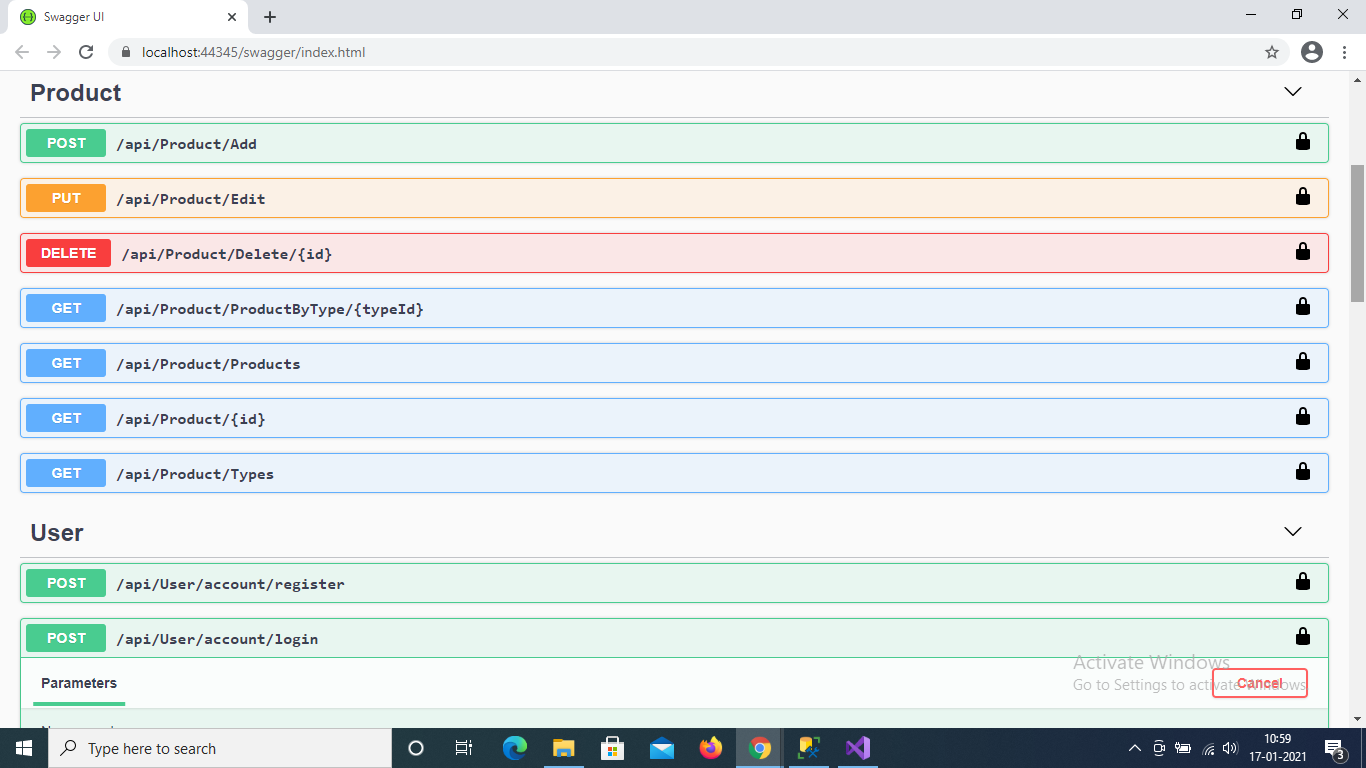 Swagger UI
localhost:44345/swagger/index.html
Product
POST /api/Product/Add
PUT /api/Product/Edit
DELETE /api/Product/Delete/{id}
GET /api/Product/ProductByType/{typeId}
GET /api/Product/Products
GET /api/Product/{id}
GET /api/Product/Types
User
POST /api/User/account/register
POST /api/User/account/login
Activate Windows
Parameters
Go to Settings to activate Windows.
Cancel
Type here to search
10:59
17-01-2021
3